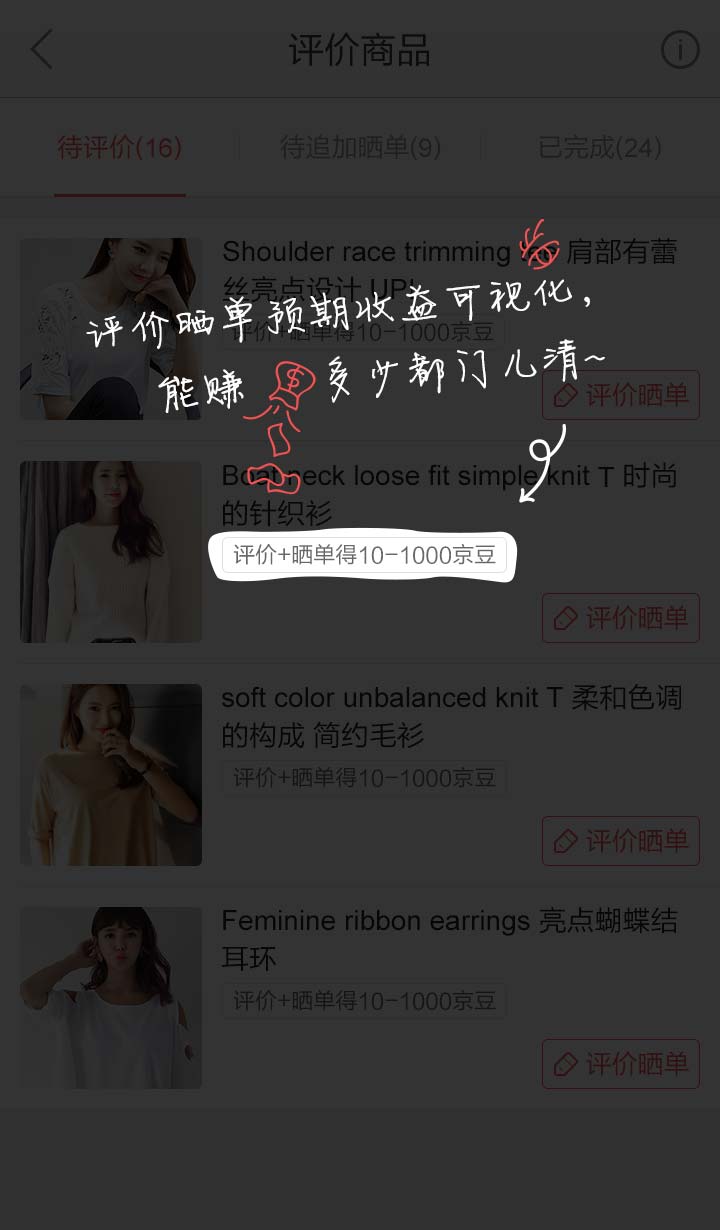 评价商品
待评价(16)
待追加晒单(9)
已完成(24)
Shoulder race trimming tee 肩部有蕾
丝亮点设计 UP!
评价+晒单得10-1000京豆
评价晒单预期收益可视化，
能赚 $ 多少都门儿清~
评价晒单
Boat neck loose fit simple knit T 时尚
的针织衫
评价+晒单得10-1000京豆
评价晒单
soft color unbalanced knit T 柔和色调
的构成 简约毛衫
评价+晒单得10-1000京豆
评价晒单
Feminine ribbon earrings 亮点蝴蝶结
耳环
评价+晒单得10-1000京豆
评价晒单